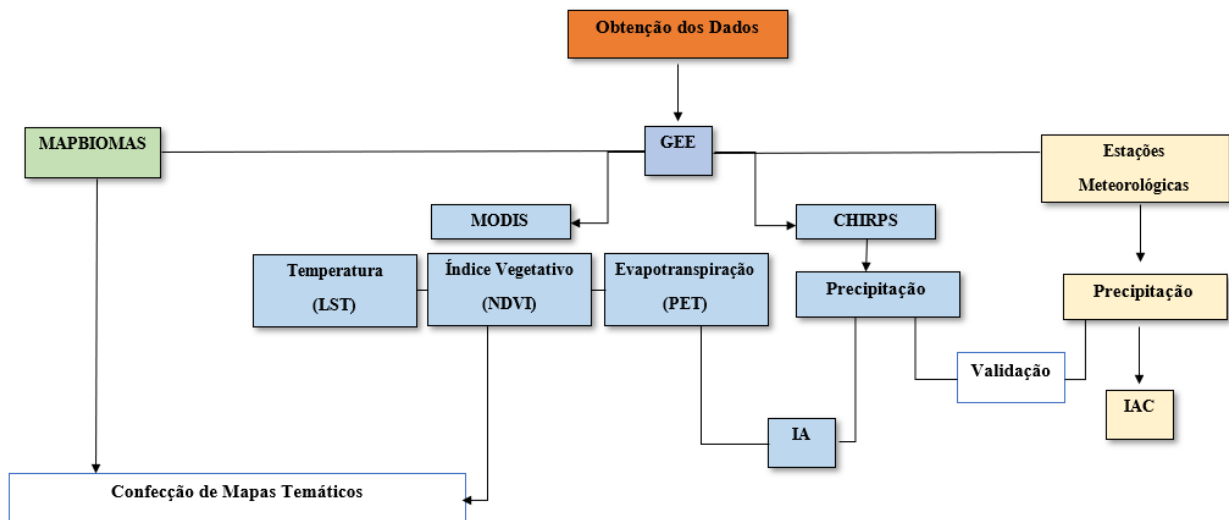 Obtenção dos Dados
MAPBIOMAS
GEE
Estações
Meteorológicas
MODIS
CHIRPS
Temperatura
(LST)
Índice Vegetativo
(NDVI)
Evapotranspiração
(PET)
Precipitação
Precipitação
Validação
IAC
IA
Confecção de Mapas Temáticos